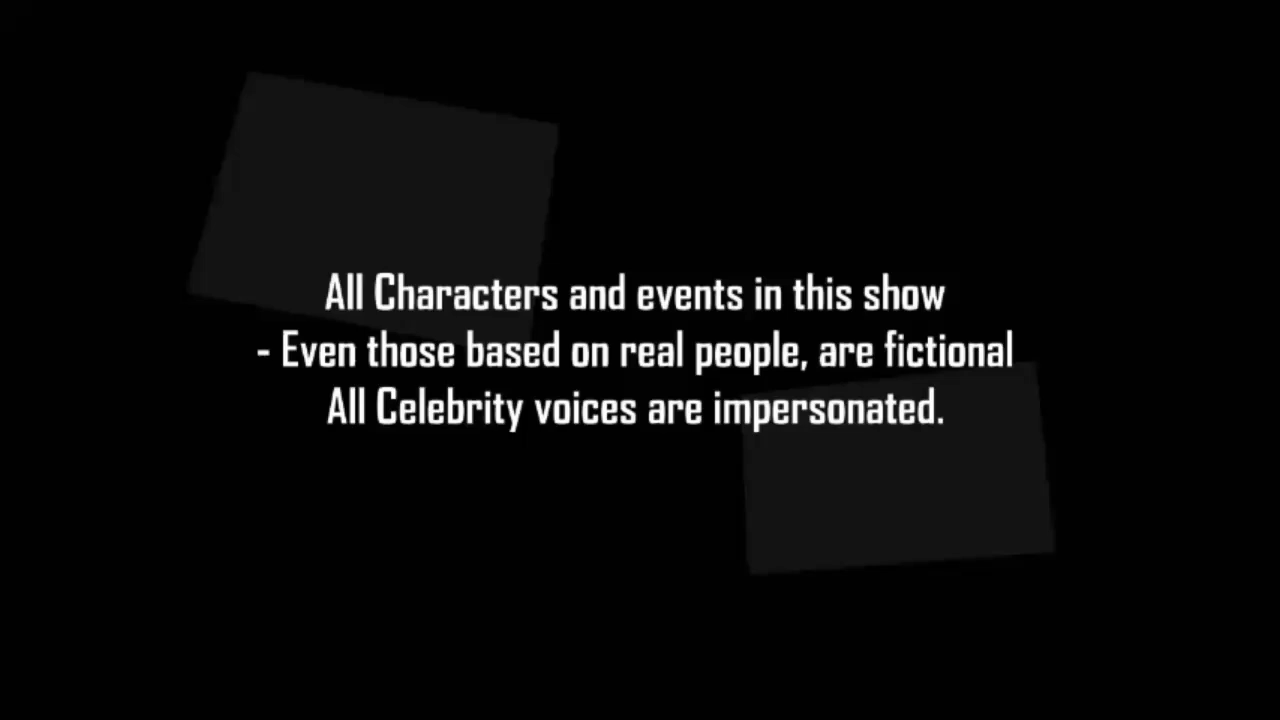 All Characters and events in this show
- Even those based on real people, are fictional
All Celebrity voices are impersonated.